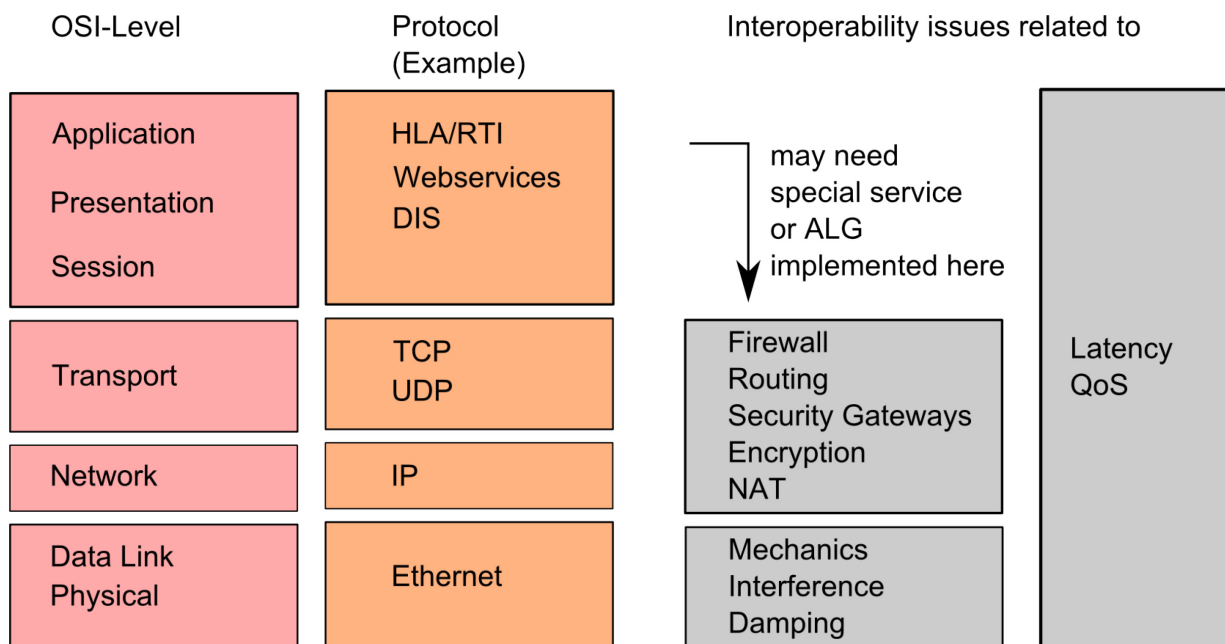 OSI-Level
Protocol
(Example)
Interoperability issues related to
Application
Presentation
Session
HLA/RTI
Webservices
DIS
may need
special service
or ALG
implemented here
Transport
TCP
UDP
Network
IP
Firewall
Routing
Security Gateways
Encryption
NAT
Latency
QoS
Data Link
Physical
Ethernet
Mechanics
Interference
Damping